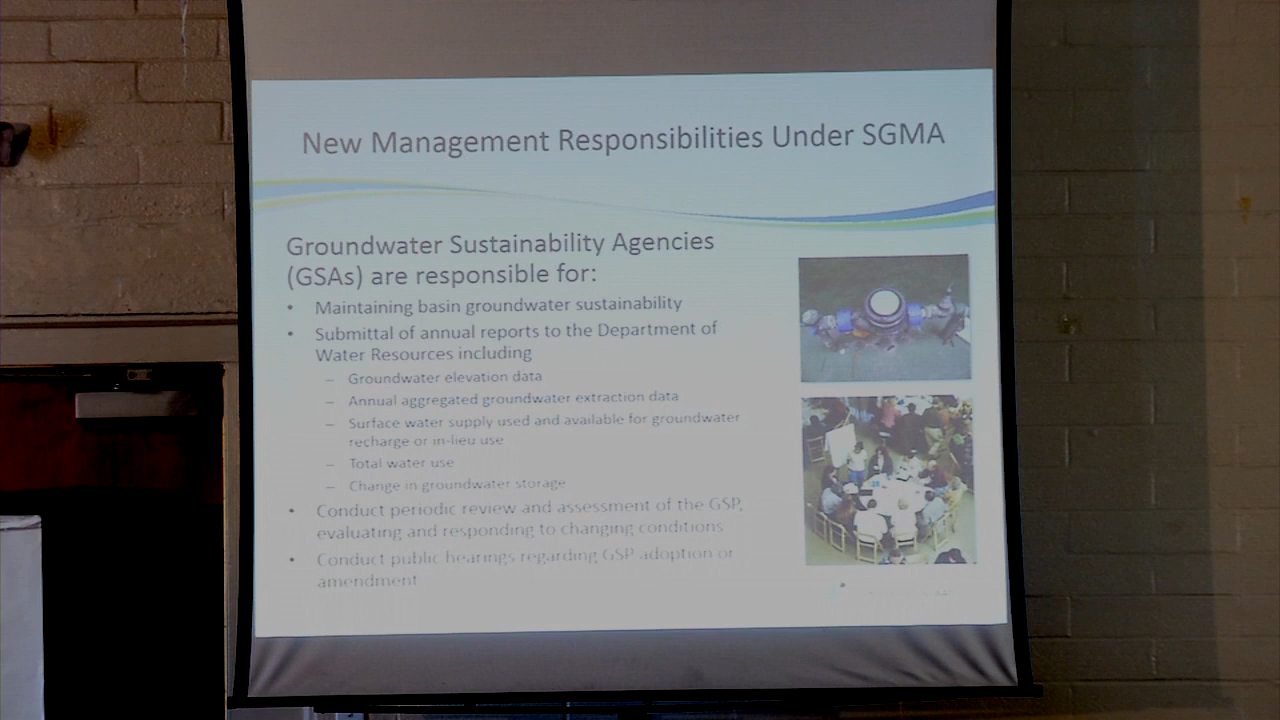 New Management Responsibilities Under SGMA
Groundwater Sustainability Agencies
(GSAs) are responsible for:
• Maintaining basin groundwater sustainability
• Submittal of annual reports to the Department of
Water Resources including
– Groundwater elevation data
– Annual aggregated groundwater extraction data
– Surface water supply used and available for groundwater
recharge or in-lieu use
– Total water use
– Change in groundwater storage
• Conduct periodic review and assessment of the GSP,
evaluating and responding to changing conditions
• Conduct public hearings regarding GSP adoption or
amendment